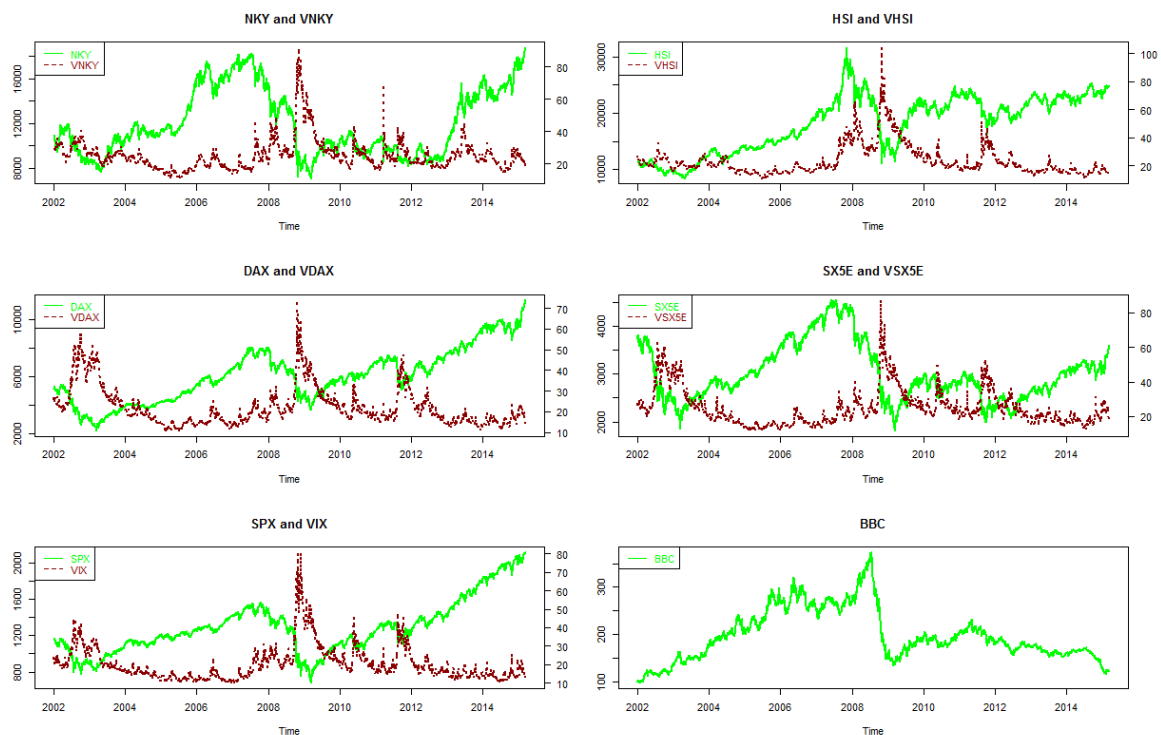 NKY and VNKY
NKY
VNKY
8000 12000 16000
20 40 60 80
2002 2004 2006 2008 2010 2012 2014
Time
HSI and VHSI
HSI
VHSI
10000 20000 30000
20 40 60 80 100
2002 2004 2006 2008 2010 2012 2014
Time
DAX and VDAX
DAX
VDAX
2000 6000 10000
10 20 30 40 50 60 70
2002 2004 2006 2008 2010 2012 2014
Time
SX5E and VSX5E
SX5E
VSX5E
2000 3000 4000
20 40 60 80
2002 2004 2006 2008 2010 2012 2014
Time
SPX and VIX
SPX
VIX
800 1200 1600 2000
10 20 30 40 50 60 70 80
2002 2004 2006 2008 2010 2012 2014
Time
BBC
BBC
100 200 300
2002 2004 2006 2008 2010 2012 2014
Time